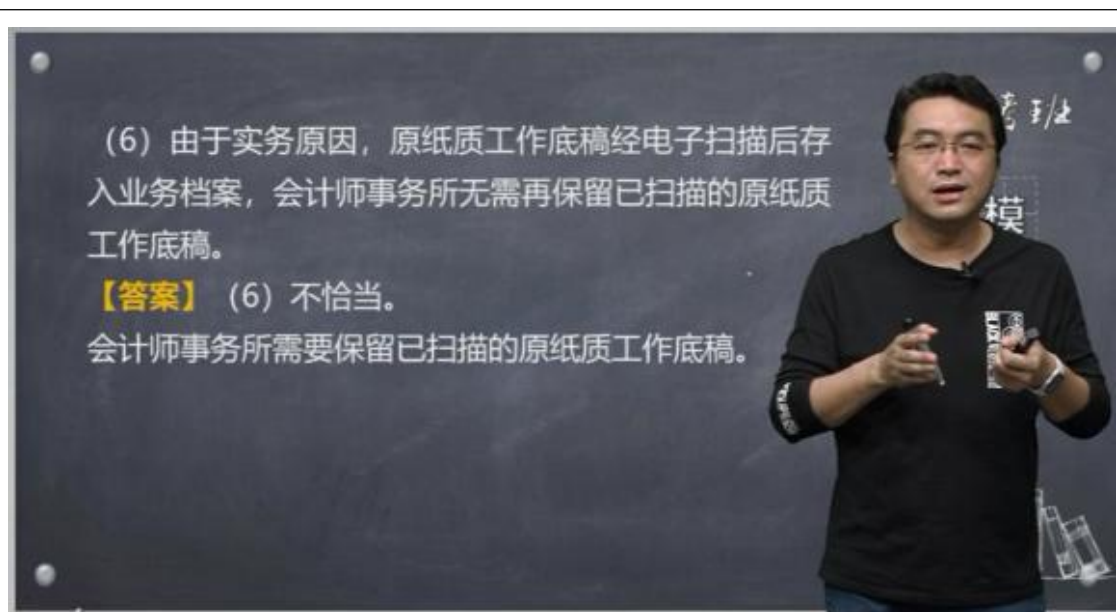 （6）由于实务原因，原纸质工作底稿经电子扫描后存
入业务档案，会计师事务所无需再保留已扫描的原纸质
工作底稿。
【答案】（6）不恰当。
会计师事务所需要保留已扫描的原纸质工作底稿。
班
模